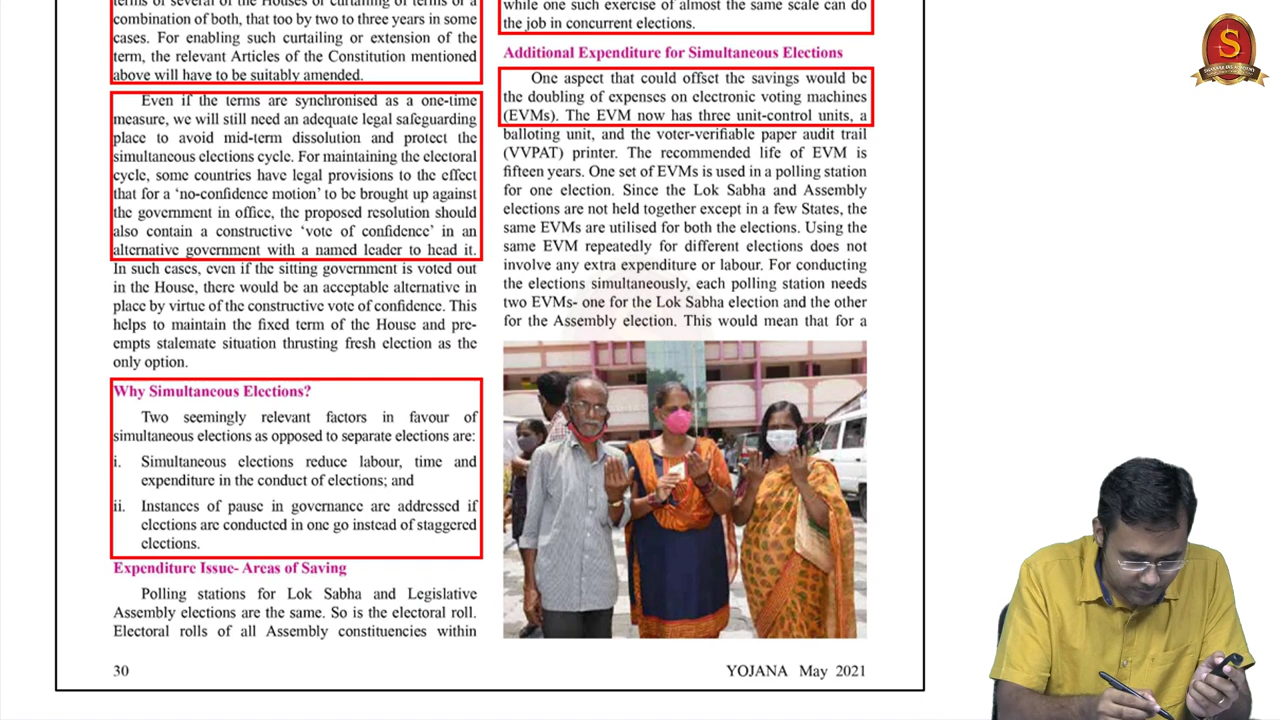 terms of several of the Houses or curtailing of terms or a
combination of both, that too by two to three years in some
cases. For enabling such curtailing or extension of the
term, the relevant Articles of the Constitution mentioned
above will have to be suitably amended.
Even if the terms are synchronised as a one-time
measure, we will still need an adequate legal safeguarding
place to avoid mid-term dissolution and protect the
simultaneous elections cycle. For maintaining the electoral
cycle, some countries have legal provisions to the effect
that for a ‘no-confidence motion’ to be brought up against
the government in office, the proposed resolution should
also contain a constructive ‘vote of confidence’ in an
alternative government with a named leader to head it.
In such cases, even if the sitting government is voted out
in the House, there would be an acceptable alternative in
place by virtue of the constructive vote of confidence. This
helps to maintain the fixed term of the House and pre-
empts stalemate situation thrusting fresh election as the
only option.
Why Simultaneous Elections?
Two seemingly relevant factors in favour of
simultaneous elections as opposed to separate elections are:
i. Simultaneous elections reduce labour, time and
expenditure in the conduct of elections; and
ii. Instances of pause in governance are addressed if
elections are conducted in one go instead of staggered
elections.
Expenditure Issue- Areas of Saving
Polling stations for Lok Sabha and Legislative
Assembly elections are the same. So is the electoral roll.
Electoral rolls of all Assembly constituencies within
while one such exercise of almost the same scale can do
the job in concurrent elections.
Additional Expenditure for Simultaneous Elections
One aspect that could offset the savings would be
the doubling of expenses on electronic voting machines
(EVMs). The EVM now has three unit-control units, a
balloting unit, and the voter-verifiable paper audit trail
(VVPAT) printer. The recommended life of EVM is
fifteen years. One set of EVMs is used in a polling station
for one election. Since the Lok Sabha and Assembly
elections are not held together except in a few States, the
same EVMs are utilised for both the elections. Using the
same EVM repeatedly for different elections does not
involve any extra expenditure or labour. For conducting
the elections simultaneously, each polling station needs
two EVMs- one for the Lok Sabha election and the other
for the Assembly election. This would mean that for a
30
YOJANA May 2021
S